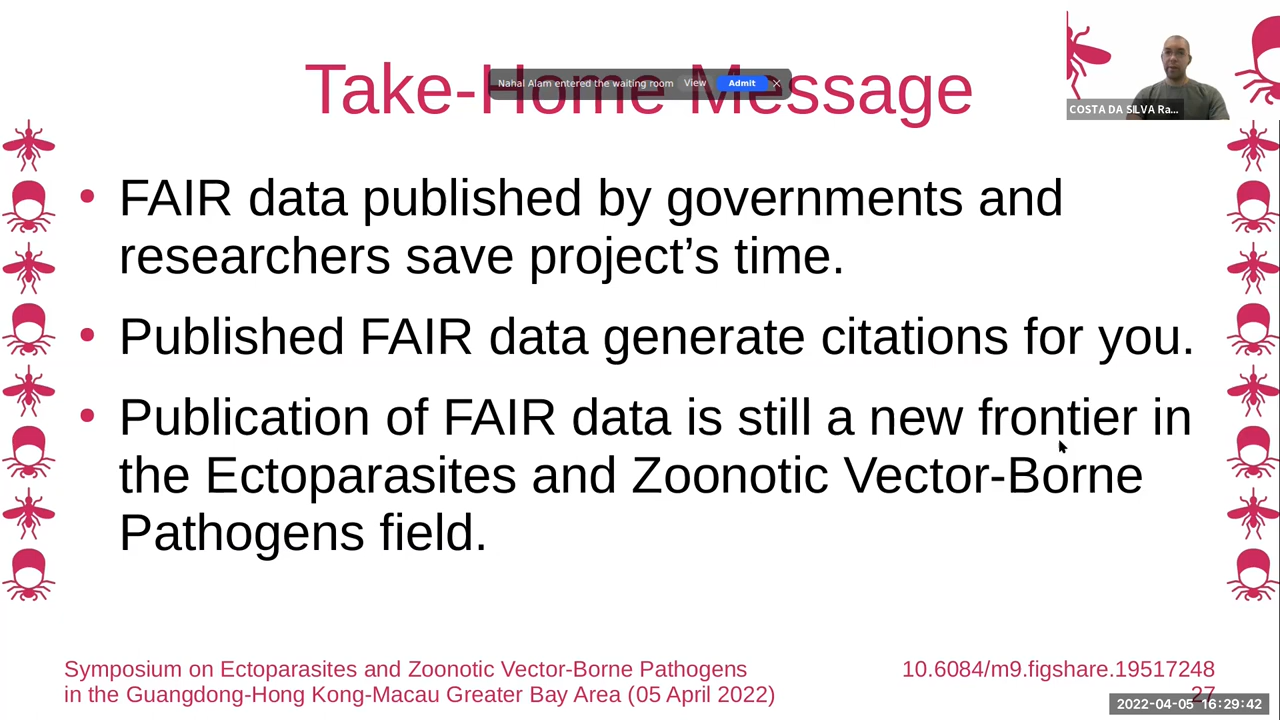 Take-Home Message
Nahal Alam entered the waiting room View Admit
COSTA DA SILVA Ra...
• FAIR data published by governments and
researchers save project’s time.
• Published FAIR data generate citations for you.
• Publication of FAIR data is still a new frontier in
the Ectoparasites and Zoonotic Vector-Borne
Pathogens field.
Symposium on Ectoparasites and Zoonotic Vector-Borne Pathogens
in the Guangdong-Hong Kong-Macau Greater Bay Area (05 April 2022)
10.6084/m9.figshare.19517248
27
2022-04-05 16:29:42